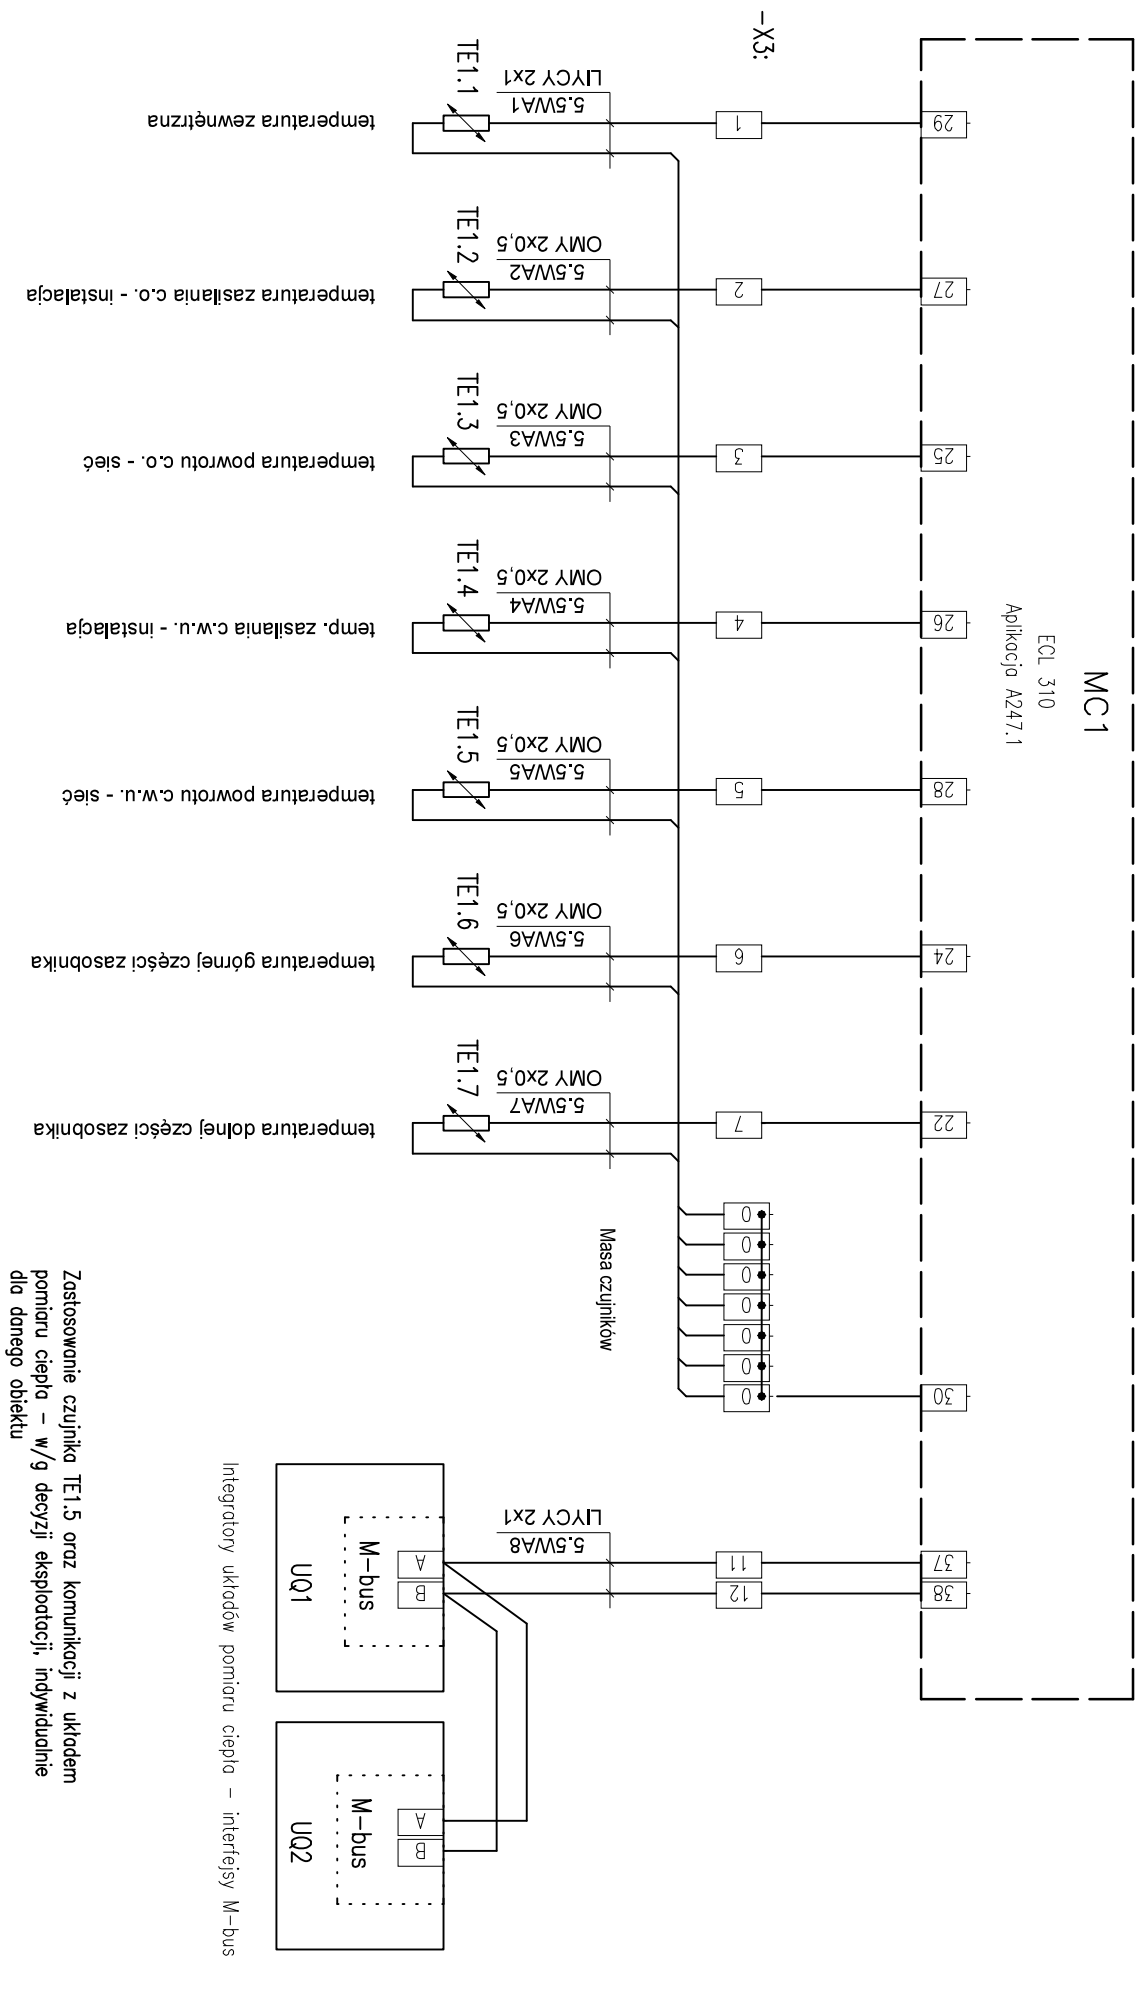 MC1
ECL 310
Aplikacja A247.1
29
27
25
26
28
24
22
30
37
38
-X3:
1
2
3
4
5
6
7
0
0
0
0
0
0
0
11
12
Masa czujników
5.5WA1
LIYCY 2x1
5.5WA2
OMY 2x0,5
5.5WA3
OMY 2x0,5
5.5WA4
OMY 2x0,5
5.5WA5
OMY 2x0,5
5.5WA6
OMY 2x0,5
5.5WA7
OMY 2x0,5
5.5WA8
LIYCY 2x1
TE1.1
TE1.2
TE1.3
TE1.4
TE1.5
TE1.6
TE1.7
temperatura zewnętrzna
temperatura zasilania c.o. - instalacja
temperatura powrotu c.o. - sieć
temp. zasilania c.w.u. - instalacja
temperatura powrotu c.w.u. - sieć
temperatura górnej części zasobnika
temperatura dolnej części zasobnika
A
B
M-bus
UQ1
A
B
M-bus
UQ2
Integratory układów pomiaru ciepła - interfejsy M-bus
Zastosowanie czujnika TE1.5 oraz komunikacji z układem
pomiaru ciepła - w/g decyzji eksploatacji, indywidualnie
dla danego obiektu